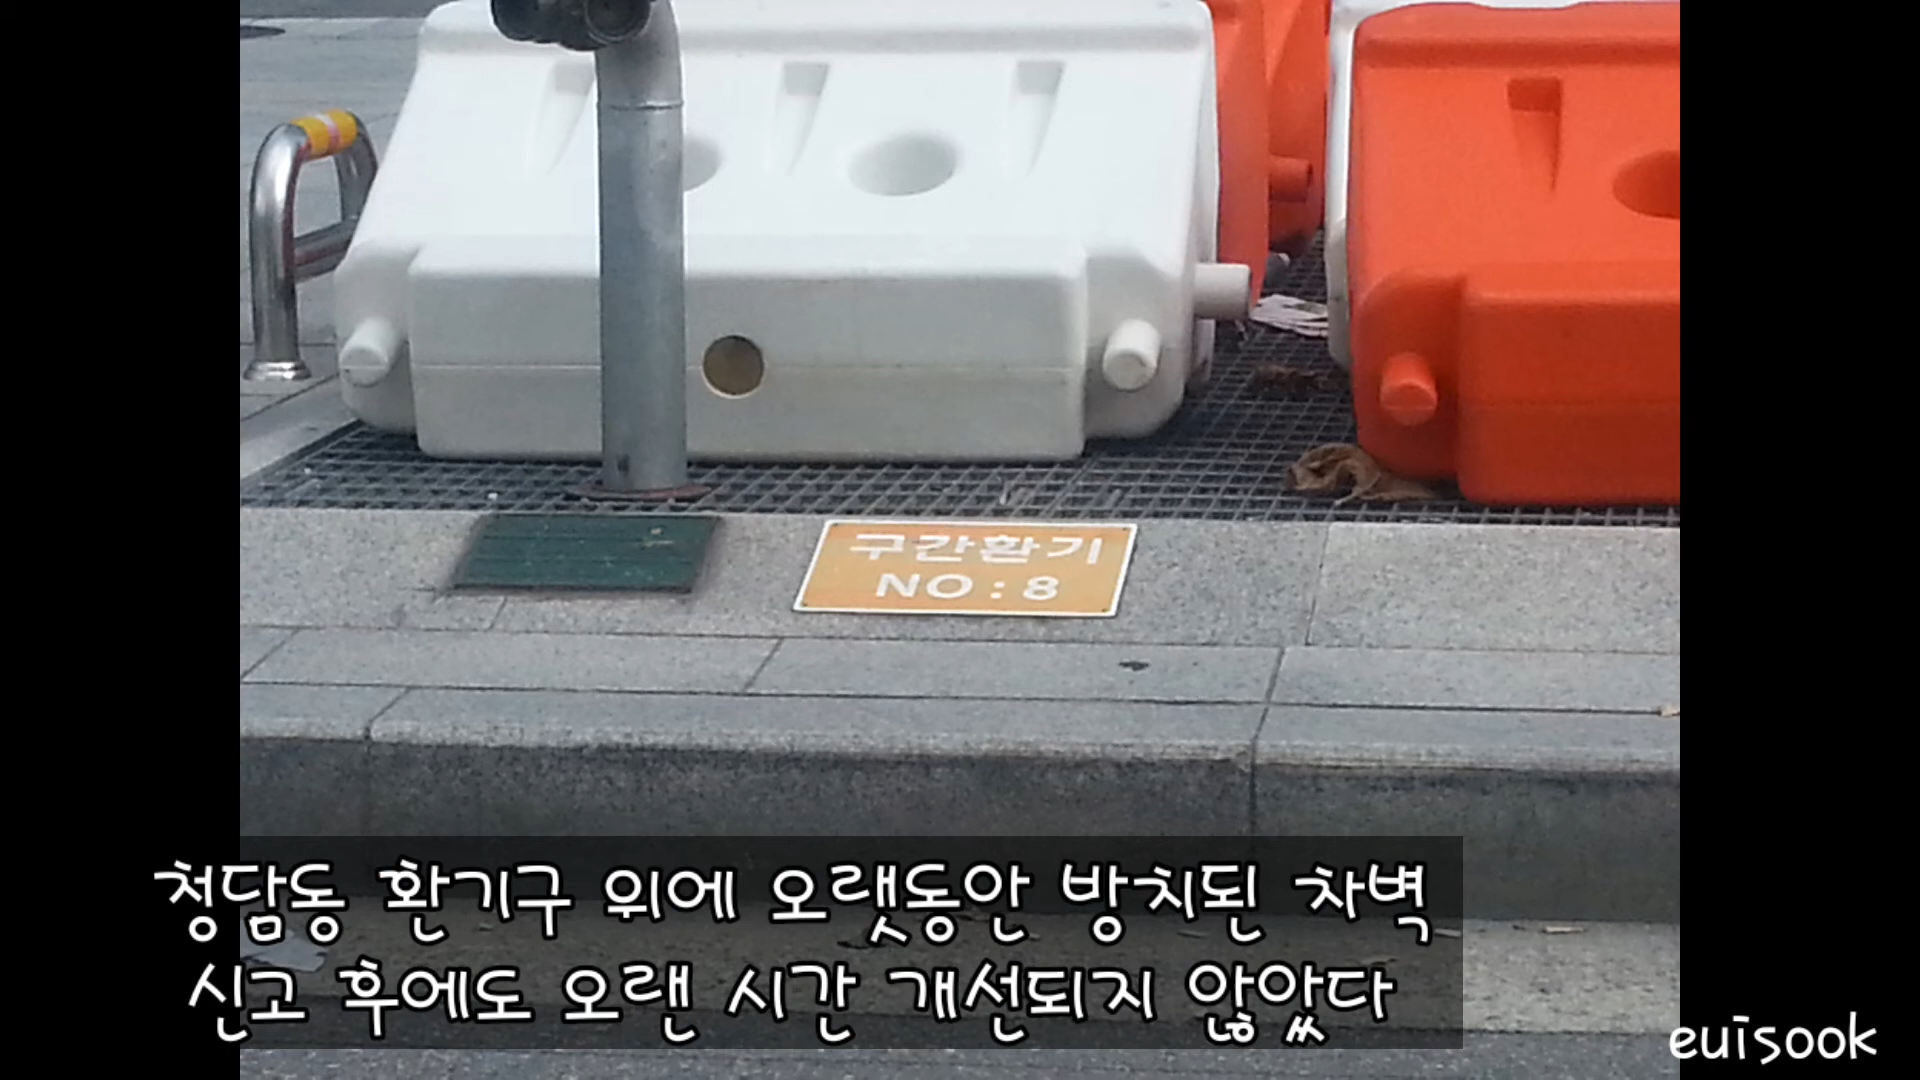 구간환기
NO : 8
청담동 환기구 위에 오랫동안 방치된 차벽
신고 후에도 오랜 시간 개선되지 않았다
euisook